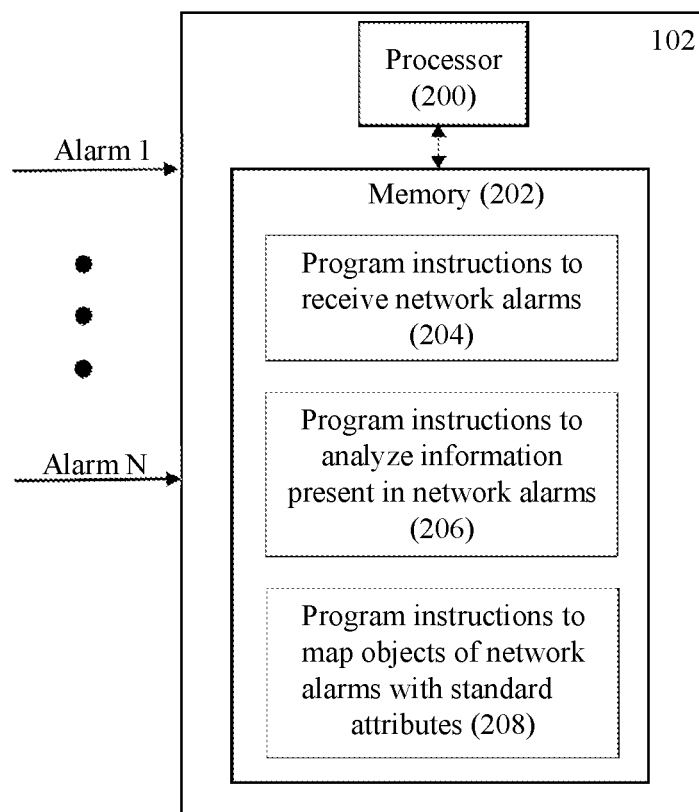 102
Processor
(200)
Alarm 1
Memory (202)
Program instructions to
receive network alarms
(204)
Program instructions to
analyze information
present in network alarms
(206)
Alarm N
Program instructions to
map objects of network
alarms with standard
attributes (208)